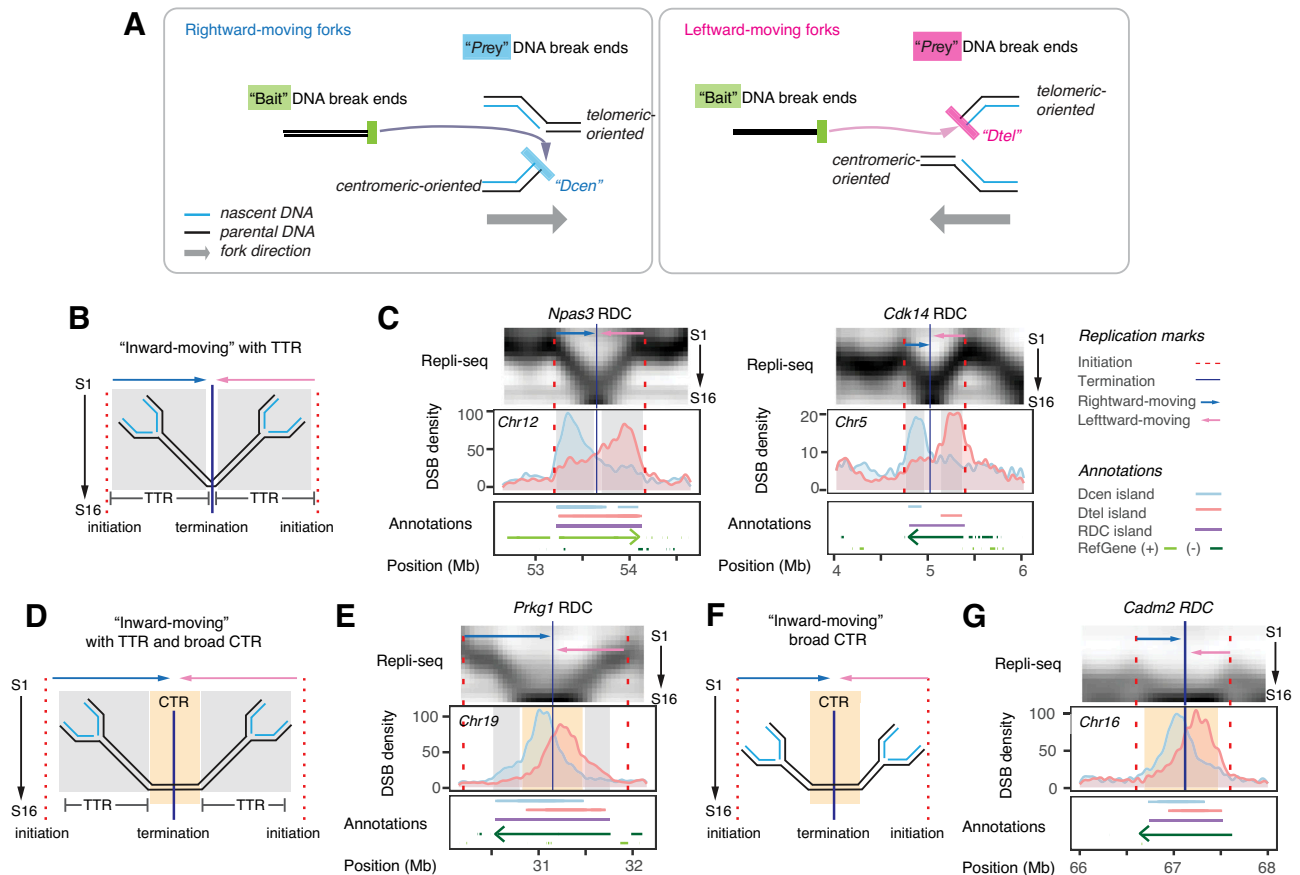 A
Rightward-moving forks
"Prey" DNA break ends
"Bait" DNA break ends
telomeric-
oriented
centromeric-oriented
"Dcen"
nascent DNA
parental DNA
fork direction
Leftward-moving forks
"Prey" DNA break ends
"Bait" DNA break ends
telomeric-
oriented
"Dtel"
centromeric-
oriented
B
"Inward-moving" with TTR
S1
S16
TTR
TTR
initiation
termination
initiation
C
Npas3 RDC
Repli-seq
S1
S16
DSB density
100
50
0
Chr12
Annotations
Position (Mb)
53
54
Cdk14 RDC
S1
S16
DSB density
20
10
0
Chr5
Annotations
Position (Mb)
4
5
6
Replication marks
Initiation
Termination
Rightward-moving
Lefttward-moving
Annotations
Dcen island
Dtel island
RDC island
RefGene (+) (-)
D
"Inward-moving"
with TTR and broad CTR
S1
CTR
S16
TTR
TTR
initiation
termination
initiation
E
Prkg1 RDC
Repli-seq
S1
S16
DSB density
100
50
0
Chr19
Annotations
Position (Mb)
31
32
F
"Inward-moving"
broad CTR
S1
CTR
S16
initiation
termination
initiation
G
Cadm2 RDC
Repli-seq
S1
S16
DSB density
100
50
0
Chr16
Annotations
Position (Mb)
66
67
68